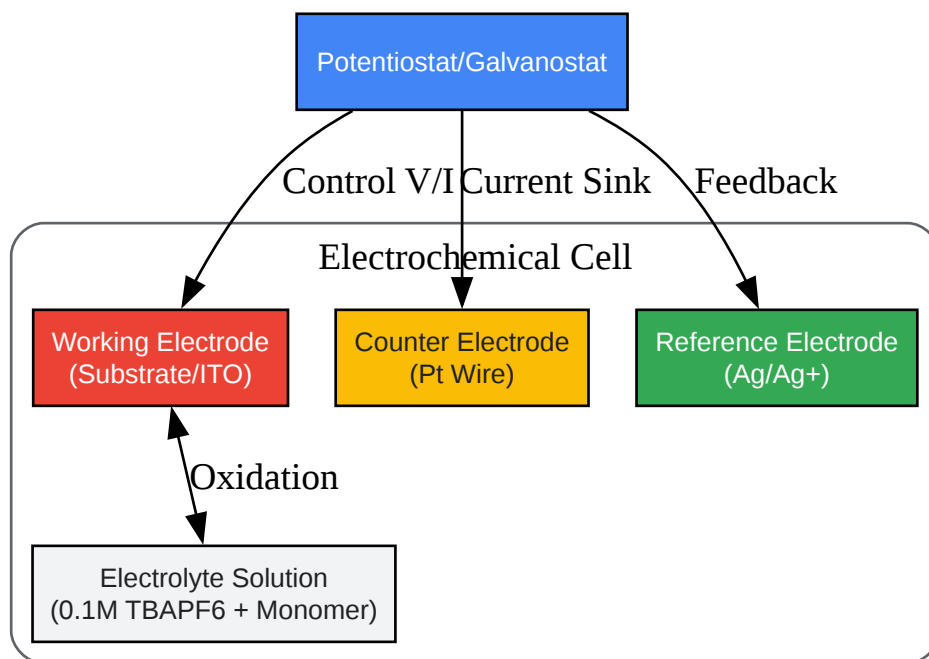 Potentiostat/Galvanostat
Control V/I
Current Sink
Feedback
Electrochemical Cell
Working Electrode
(Substrate/ITO)
Counter Electrode
(Pt Wire)
Reference Electrode
(Ag/Ag+)
Oxidation
Electrolyte Solution
(0.1M TBAPF6 + Monomer)